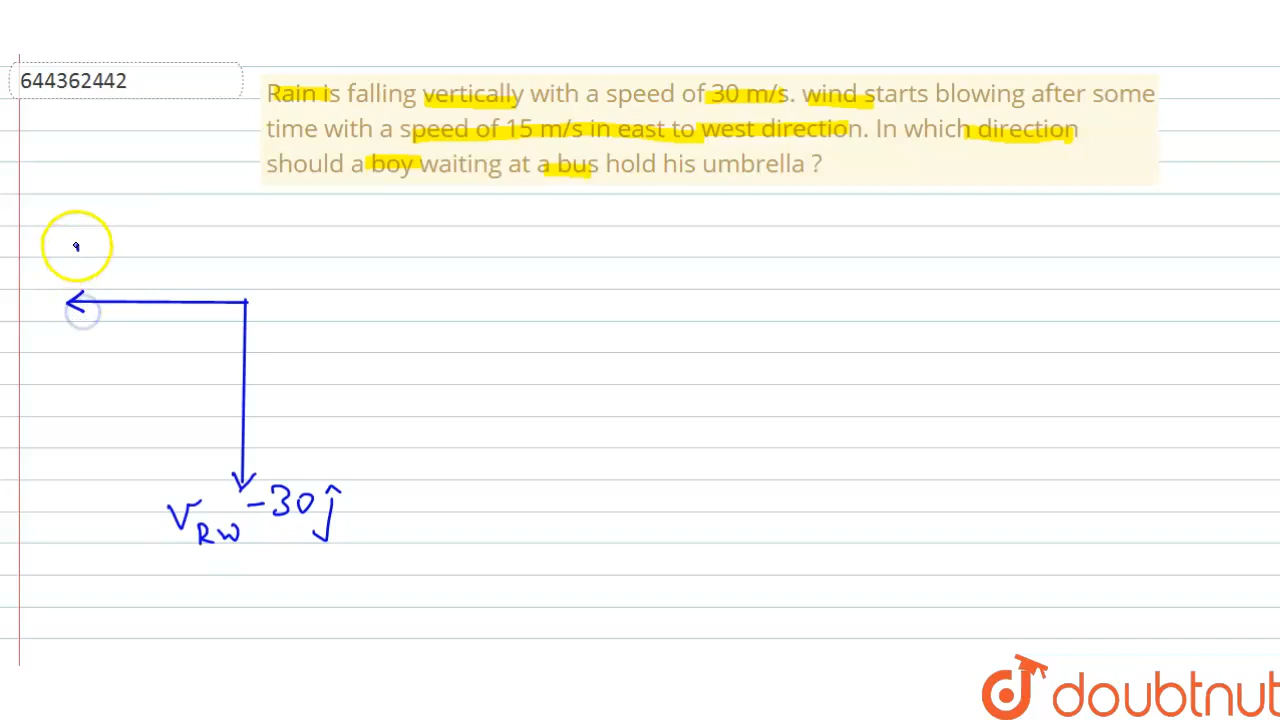 644362442
Rain is falling vertically with a speed of 30 m/s. wind starts blowing after some
time with a speed of 15 m/s in east to west direction. In which direction
should a boy waiting at a bus hold his umbrella ?
V_RW -30 ĵ
doubtnut